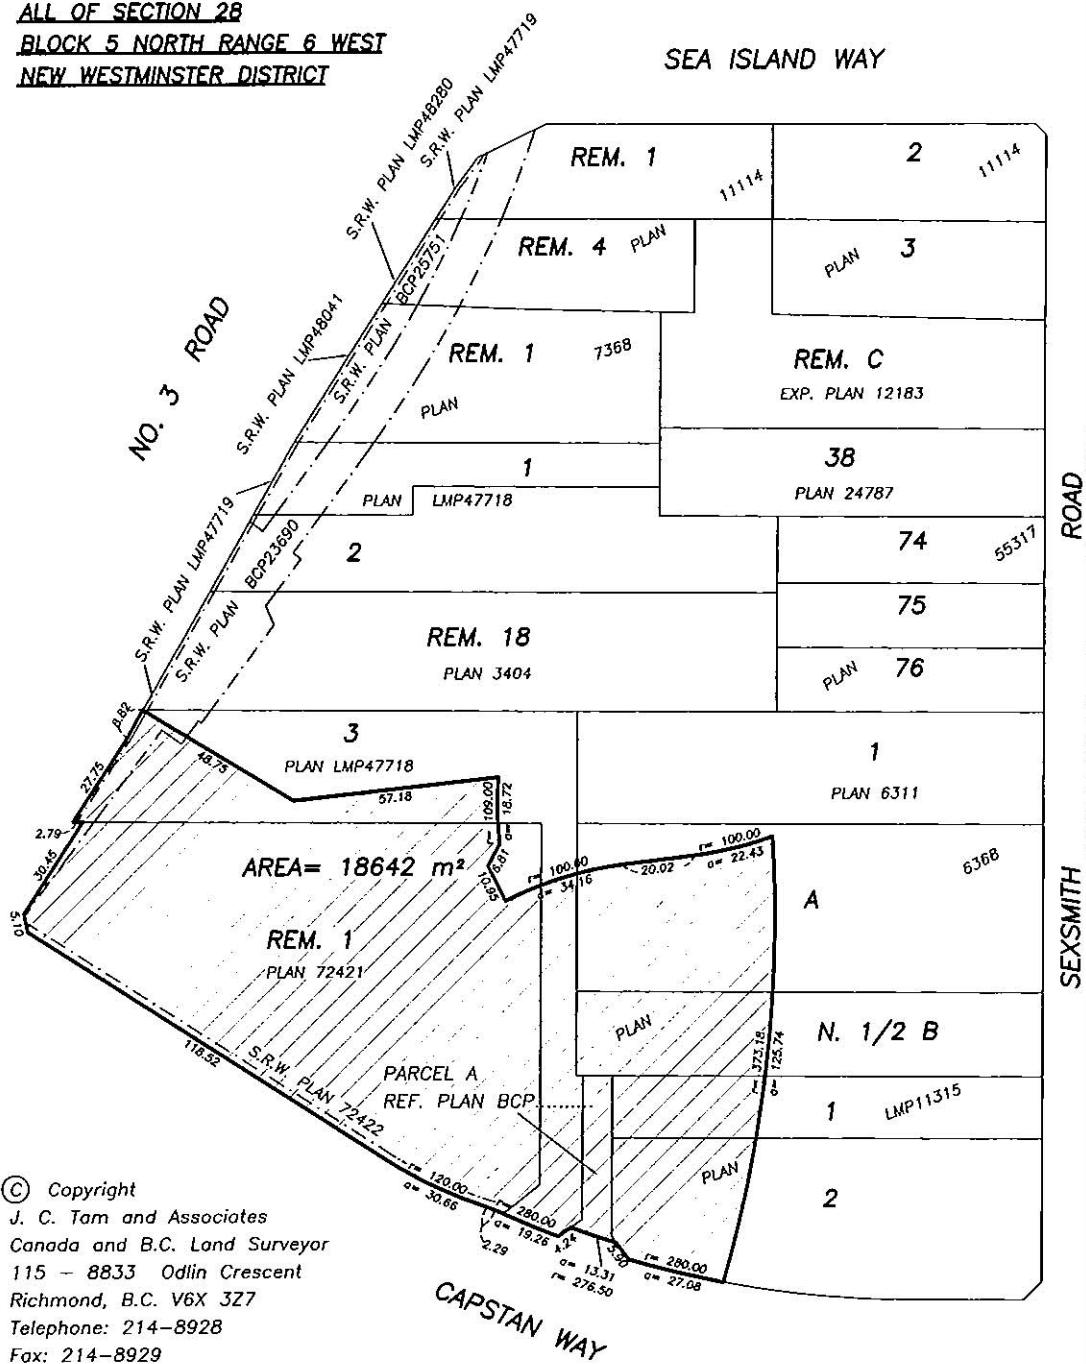 ALL OF SECTION 28
BLOCK 5 NORTH RANGE 6 WEST
NEW WESTMINSTER DISTRICT
SEA ISLAND WAY
S.R.W. PLAN LMP47719
S.R.W. PLAN LMP48280
REM. 1
11114
2
11114
REM. 4
PLAN
PLAN
3
S.R.W. PLAN BCP25751
S.R.W. PLAN LMP48041
NO. 3 ROAD
REM. 1
7368
PLAN
REM. C
EXP. PLAN 12183
1
PLAN LMP47718
38
PLAN 24787
ROAD
S.R.W. PLAN LMP47719
S.R.W. PLAN BCP23690
2
74
55317
75
REM. 18
PLAN 3404
PLAN
76
8.82
48.75
3
PLAN LMP47718
1
PLAN 6311
27.75
57.18
r= 109.00
a= 18.72
2.79
30.45
AREA= 18642 m²
6.81
10.95
r= 100.00
a= 34.16
20.02
r= 100.00
a= 22.43
6368
A
5.10
REM. 1
PLAN 72421
SEXSMITH
PLAN
N. 1/2 B
r= 373.18
a= 125.74
118.52
S.R.W. PLAN 72422
PARCEL A
REF. PLAN BCP..........
1
LMP11315
PLAN
2
r= 120.00
a= 30.66
r= 280.00
a= 19.26
2.29
4.24
3.90
a= 13.31
r= 276.50
r= 280.00
a= 27.08
CAPSTAN WAY
© Copyright
J. C. Tam and Associates
Canada and B.C. Land Surveyor
115 – 8833 Odlin Crescent
Richmond, B.C. V6X 3Z7
Telephone: 214–8928
Fax: 214–8929